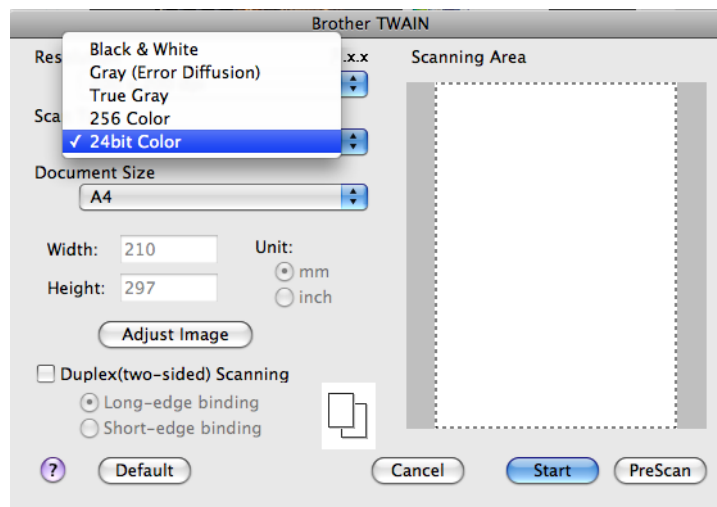 Brother TWAIN
Black & White
Gray (Error Diffusion)
True Gray
256 Color
✓ 24bit Color
Res
.x.x
Scanning Area
Document Size
A4
Width: 210
Unit:
mm
Height: 297
inch
Adjust Image
Duplex(two-sided) Scanning
Long-edge binding
Short-edge binding
? Default Cancel Start PreScan